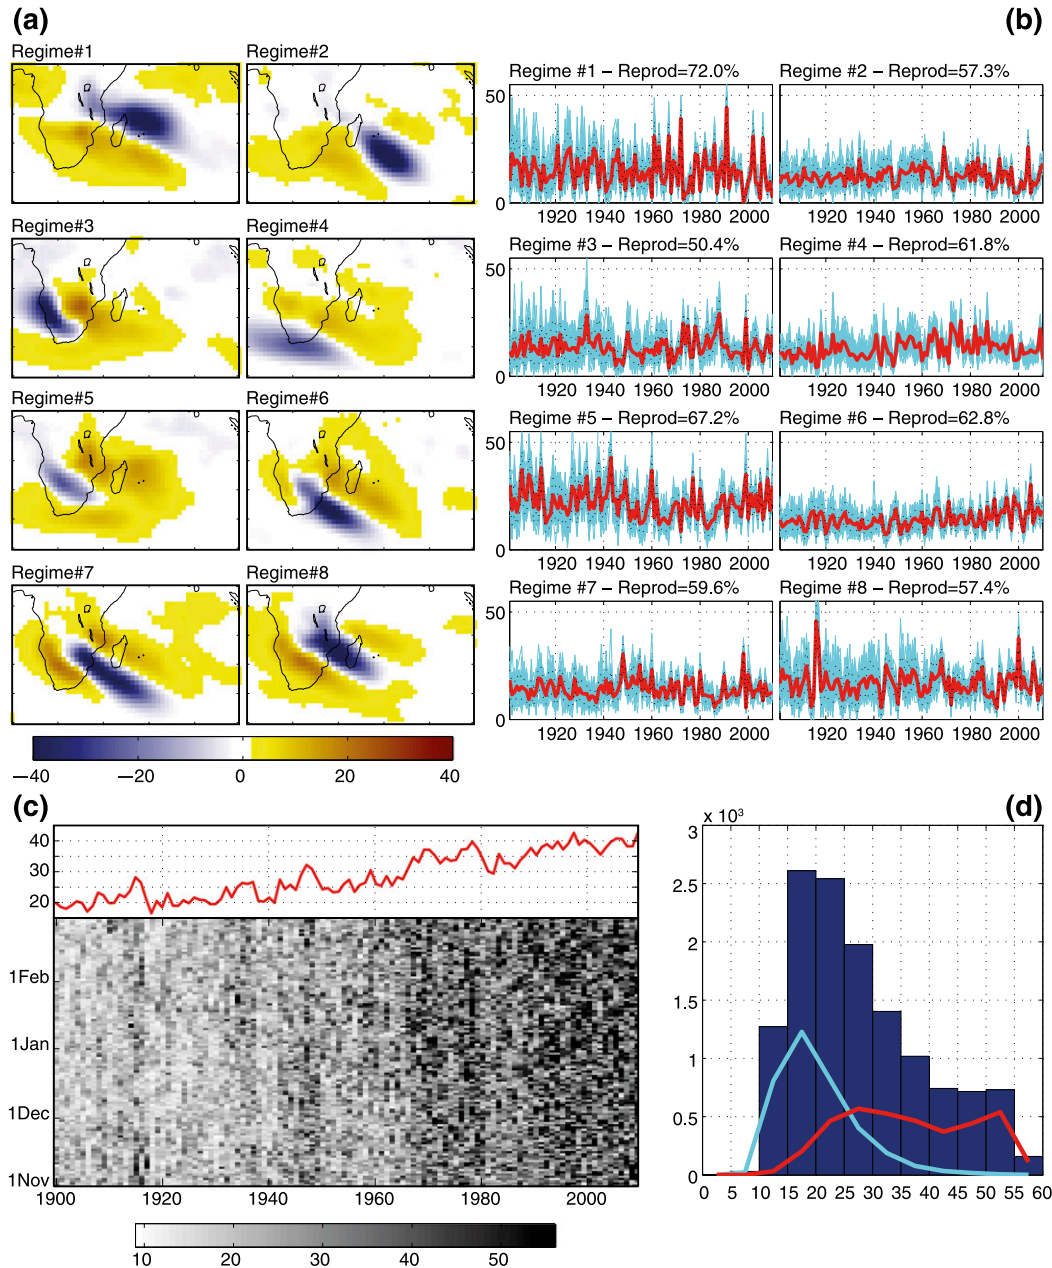 (a)
(b)
Regime#1
Regime#2
Regime#3
Regime#4
Regime#5
Regime#6
Regime#7
Regime#8
−40 −20 0 20 40
Regime #1 – Reprod=72.0%
Regime #2 – Reprod=57.3%
50
0
1920 1940 1960 1980 2000
1920 1940 1960 1980 2000
Regime #3 – Reprod=50.4%
Regime #4 – Reprod=61.8%
50
0
1920 1940 1960 1980 2000
1920 1940 1960 1980 2000
Regime #5 – Reprod=67.2%
Regime #6 – Reprod=62.8%
50
0
1920 1940 1960 1980 2000
1920 1940 1960 1980 2000
Regime #7 – Reprod=59.6%
Regime #8 – Reprod=57.4%
50
0
1920 1940 1960 1980 2000
1920 1940 1960 1980 2000
(c)
40
30
20
1Feb
1Jan
1Dec
1Nov
1900 1920 1940 1960 1980 2000
10 20 30 40 50
(d)
x 10³
3
2.5
2
1.5
1
0.5
0
0 5 10 15 20 25 30 35 40 45 50 55 60